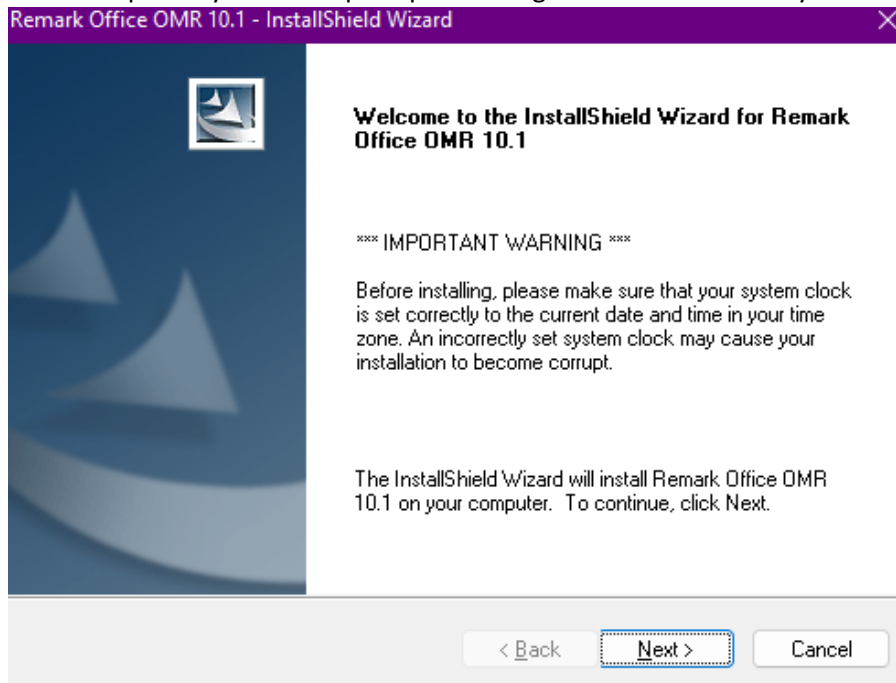 Remark Office OMR 10.1 - InstallShield Wizard
Welcome to the InstallShield Wizard for Remark
Office OMR 10.1
*** IMPORTANT WARNING ***
Before installing, please make sure that your system clock
is set correctly to the current date and time in your time
zone. An incorrectly set system clock may cause your
installation to become corrupt.
The InstallShield Wizard will install Remark Office OMR
10.1 on your computer.  To continue, click Next.
< Back
Next >
Cancel